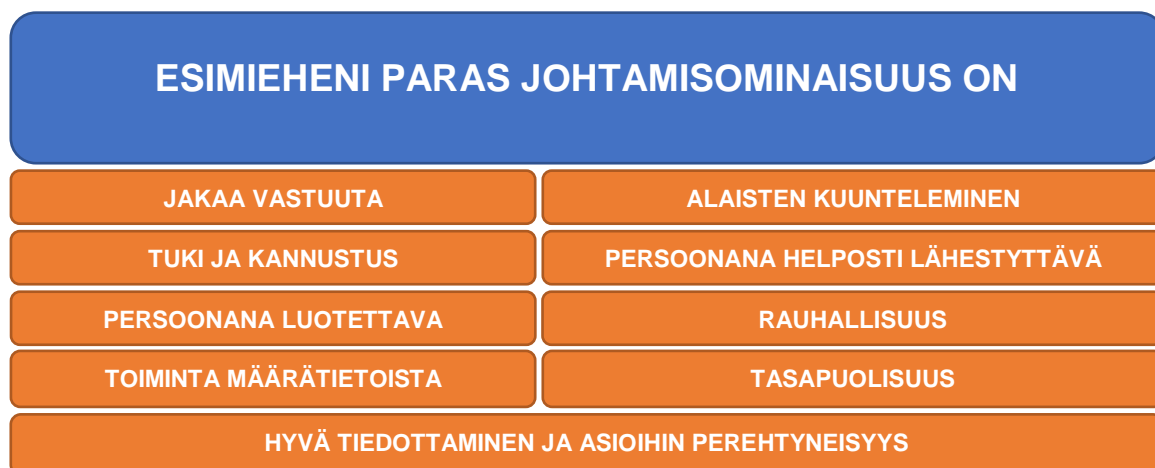 ESIMIEHENI PARAS JOHTAMISOMINAISUUS ON
JAKAA VASTUUTA
ALAISTEN KUUNTELEMINEN
TUKI JA KANNUSTUS
PERSOONANA HELPOSTI LÄHESTYTTÄVÄ
PERSOONANA LUOTETTAVA
RAUHALLISUUS
TOIMINTA MÄÄRÄTIETOISTA
TASAPUOLISUUS
HYVÄ TIEDOTTAMINEN JA ASIOIHIN PEREHTYNEISYYS